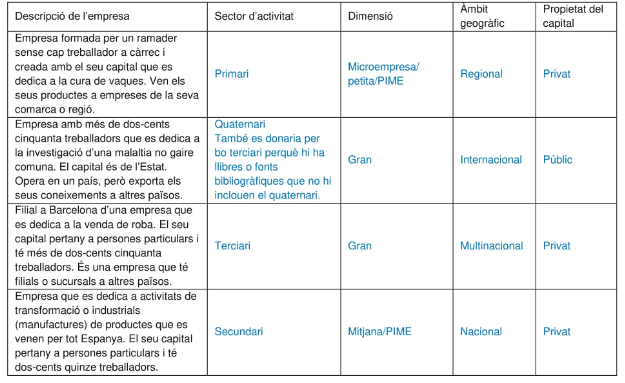 Descripció de l'empresa
Sector d'activitat
Dimensió
Àmbit
geogràfic
Propietat del
capital
Empresa formada per un ramader
sense cap treballador a càrrec i
creada amb el seu capital que es
dedica a la cura de vaques. Ven els
seus productes a empreses de la seva
comarca o regió.
Primari
Microempresa/
petita/PIME
Regional
Privat
Empresa amb més de dos-cents
cinquanta treballadors que es dedica a
la investigació d'una malaltia no gaire
comuna. El capital és de l'Estat.
Opera en un país, però exporta els
seus coneixements a altres països.
Quaternari
També es donaria per
bo terciari perquè hi ha
llibres o fonts
bibliogràfiques que no hi
inclouen el quaternari.
Gran
Internacional
Públic
Filial a Barcelona d'una empresa que
es dedica a la venda de roba. El seu
capital pertany a persones particulars i
té més de dos-cents cinquanta
treballadors. És una empresa que té
filials o sucursals a altres països.
Terciari
Gran
Multinacional
Privat
Empresa que es dedica a activitats de
transformació o industrials
(manufactures) de productes que es
venen per tot Espanya. El seu capital
pertany a persones particulars i té
dos-cents quinze treballadors.
Secundari
Mitjana/PIME
Nacional
Privat